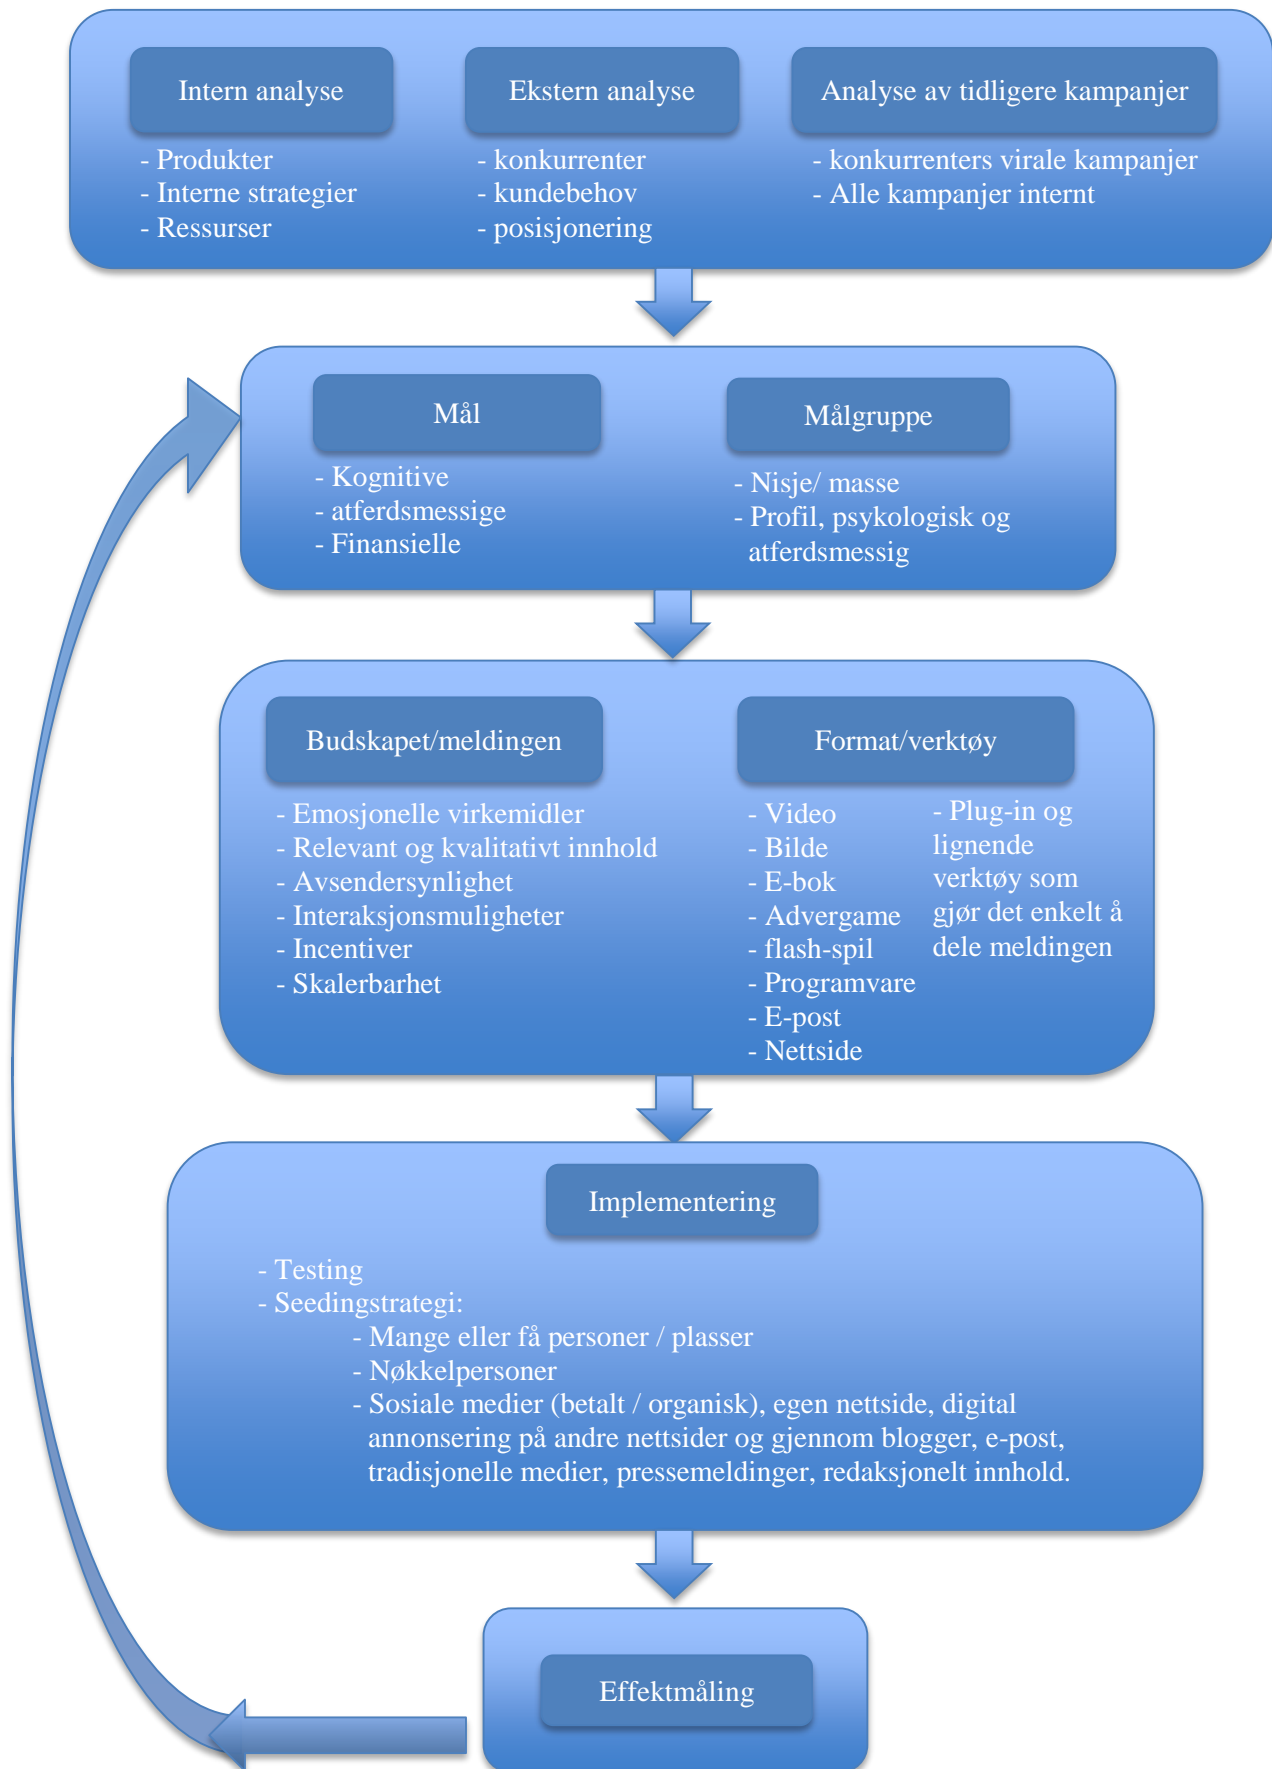 Intern analyse
- Produkter
- Interne strategier
- Ressurser
Ekstern analyse
- konkurrenter
- kundebehov
- posisjonering
Analyse av tidligere kampanjer
- konkurrenters virale kampanjer
- Alle kampanjer internt
Mål
- Kognitive
- atferdsmessige
- Finansielle
Målgruppe
- Nisje/ masse
- Profil, psykologisk og
atferdsmessig
Budskapet/meldingen
- Emosjonelle virkemidler
- Relevant og kvalitativt innhold
- Avsendersynlighet
- Interaksjonsmuligheter
- Incentiver
- Skalerbarhet
Format/verktøy
- Video
- Bilde
- E-bok
- Advergame
- flash-spil
- Programvare
- E-post
- Nettside
- Plug-in og
lignende
verktøy som
gjør det enkelt å
dele meldingen
Implementering
- Testing
- Seedingstrategi:
- Mange eller få personer / plasser
- Nøkkelpersoner
- Sosiale medier (betalt / organisk), egen nettside, digital
annonsering på andre nettsider og gjennom blogger, e-post,
tradisjonelle medier, pressemeldinger, redaksjonelt innhold.
Effektmåling